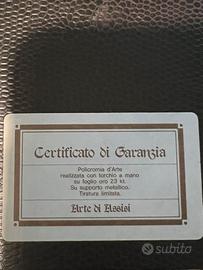 Certificato di Garanzia
Policromia d'Arte
realizzata con torchio a mano
su foglio oro 23 kt.
Su supporto metallico.
Tiratura limitata.
Arte di Assisi
subito